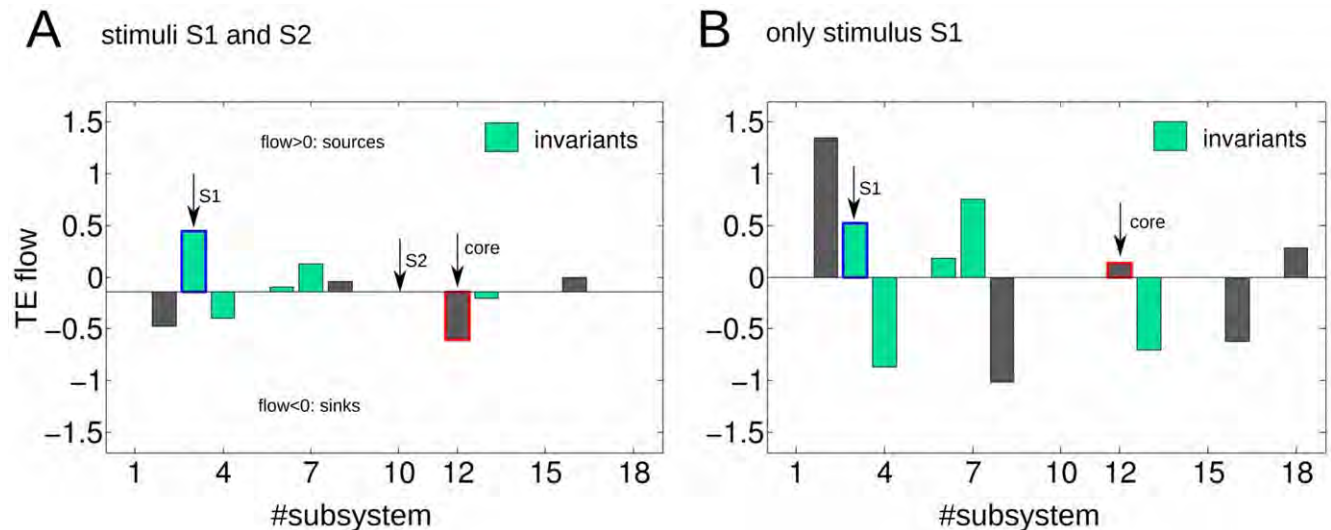 A stimuli S1 and S2
1.5
1
0.5
0
−0.5
−1
−1.5
TE flow
flow>0: sources
invariants
S1
S2
core
flow<0: sinks
1 4 7 10 12 15 18
#subsystem
B only stimulus S1
1.5
1
0.5
0
−0.5
−1
−1.5
invariants
S1
core
1 4 7 10 12 15 18
#subsystem